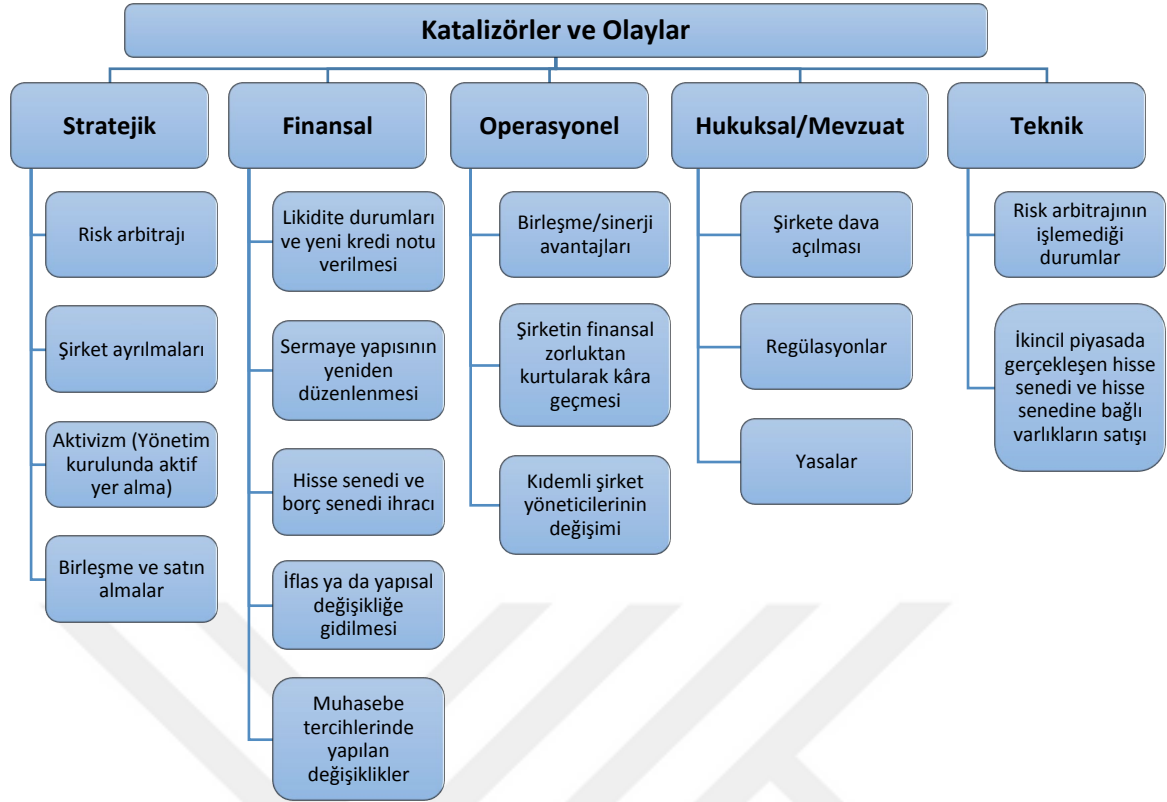 Katalizörler ve Olaylar
Stratejik
Risk arbitrajı
Şirket ayrılmaları
Aktivizm (Yönetim
kurulunda aktif
yer alma)
Birleşme ve satın
almalar
Finansal
Likidite durumları
ve yeni kredi notu
verilmesi
Sermaye yapısının
yeniden
düzenlenmesi
Hisse senedi ve
borç senedi ihracı
İflas ya da yapısal
değişikliğe
gidilmesi
Muhasebe
tercihlerinde
yapılan
değişiklikler
Operasyonel
Birleşme/sinerji
avantajları
Şirketin finansal
zorluktan
kurtularak kâra
geçmesi
Kıdemli şirket
yöneticilerinin
değişimi
Hukuksal/Mevzuat
Şirkete dava
açılması
Regülasyonlar
Yasalar
Teknik
Risk arbitrajının
işlemediği
durumlar
İkincil piyasada
gerçekleşen hisse
senedi ve hisse
senedine bağlı
varlıkların satışı